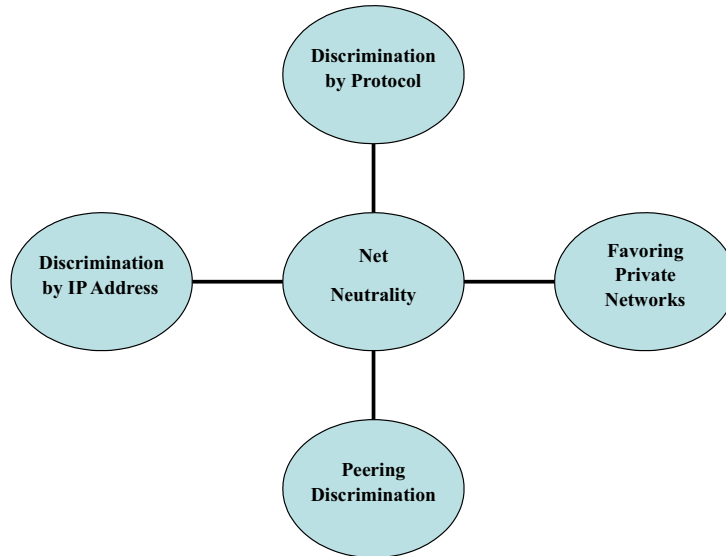 Discrimination
by Protocol
Discrimination
by IP Address
Net
Neutrality
Favoring
Private
Networks
Peering
Discrimination